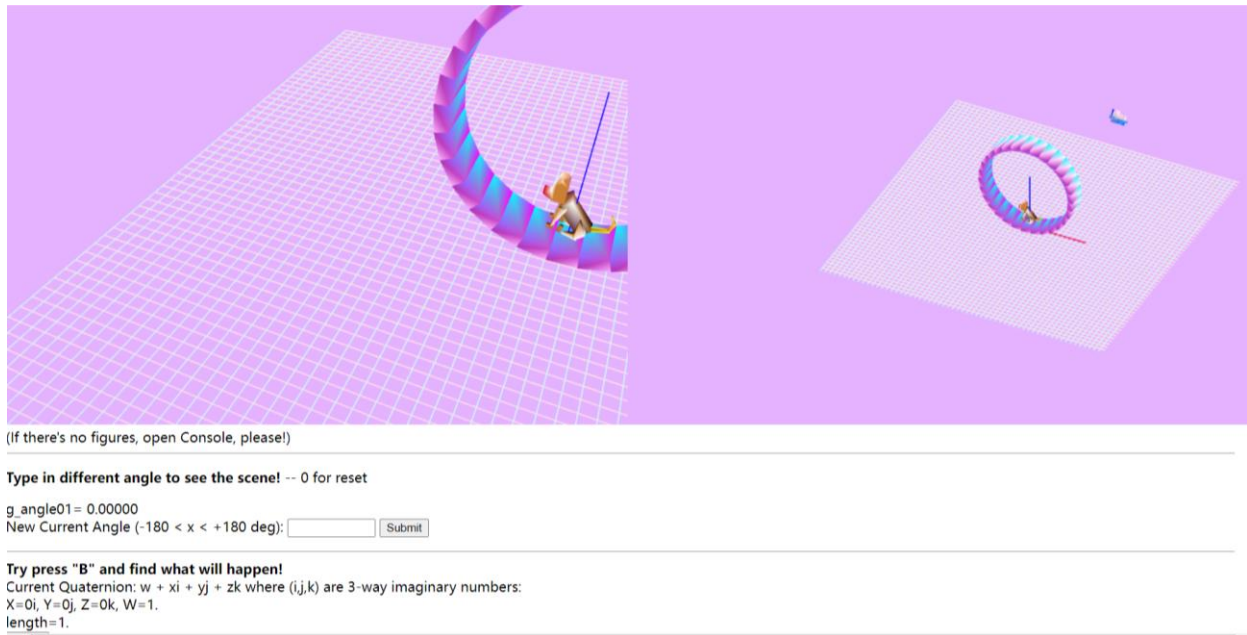 (If there's no figures, open Console, please!)
Type in different angle to see the scene! -- 0 for reset
g_angle01= 0.00000
New Current Angle (-180 < x < +180 deg): Submit
Try press "B" and find what will happen!
Current Quaternion: w + xi + yj + zk where (i,j,k) are 3-way imaginary numbers:
X=0i, Y=0j, Z=0k, W=1.
length=1.